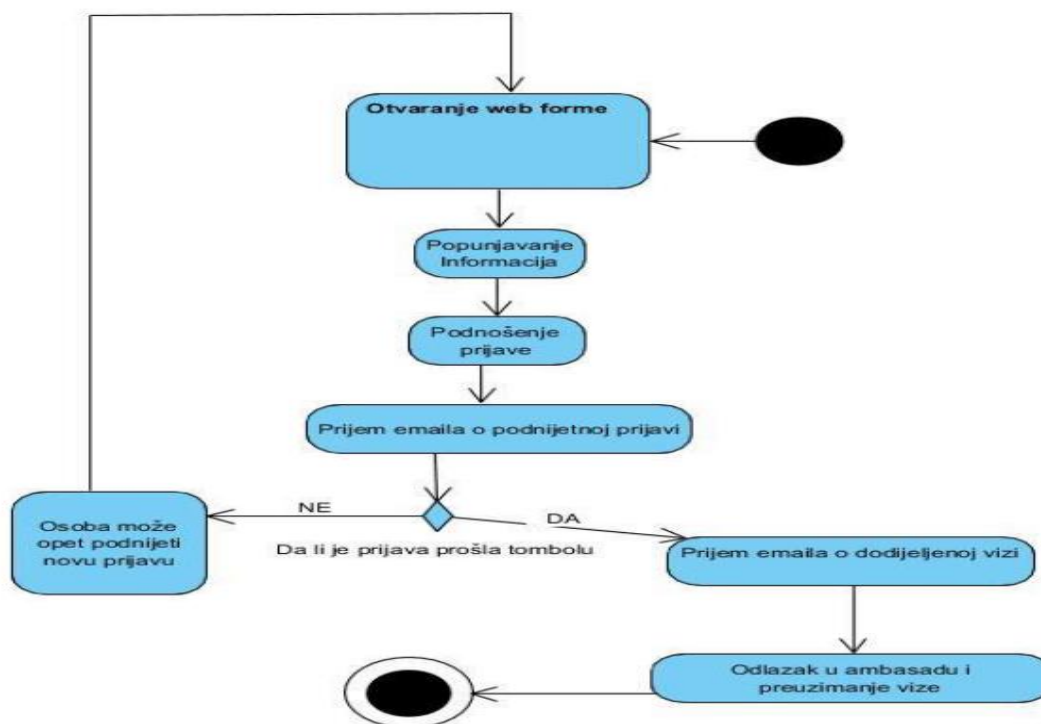 Otvaranje web forme
Popunjavanje
Informacija
Podnošenje
prijave
Prijem emaila o podnijetnoj prijavi
NE
DA
Osoba može
opet podnijeti
novu prijavu
Da li je prijava prošla tombolu
Prijem emaila o dodijeljenoj vizi
Odlazak u ambasadu i
preuzimanje vize